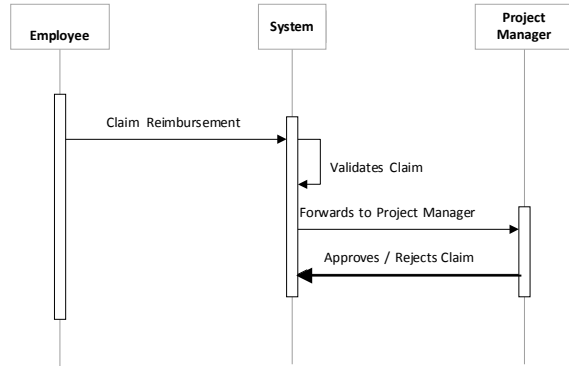 Employee
System
Project
Manager
Claim Reimbursement
Validates Claim
Forwards to Project Manager
Approves / Rejects Claim